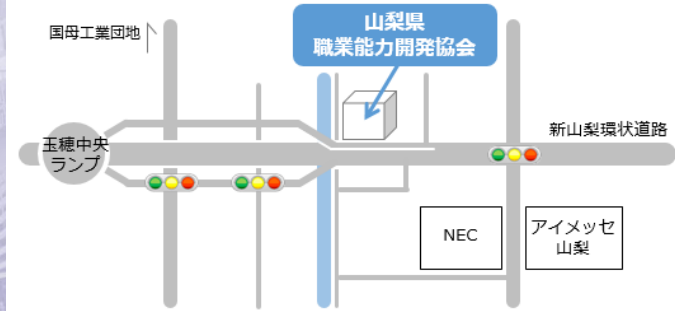 国母工業団地
山梨県
職業能力開発協会
新山梨環状道路
玉穂中央
ランプ
NEC
アイメッセ
山梨